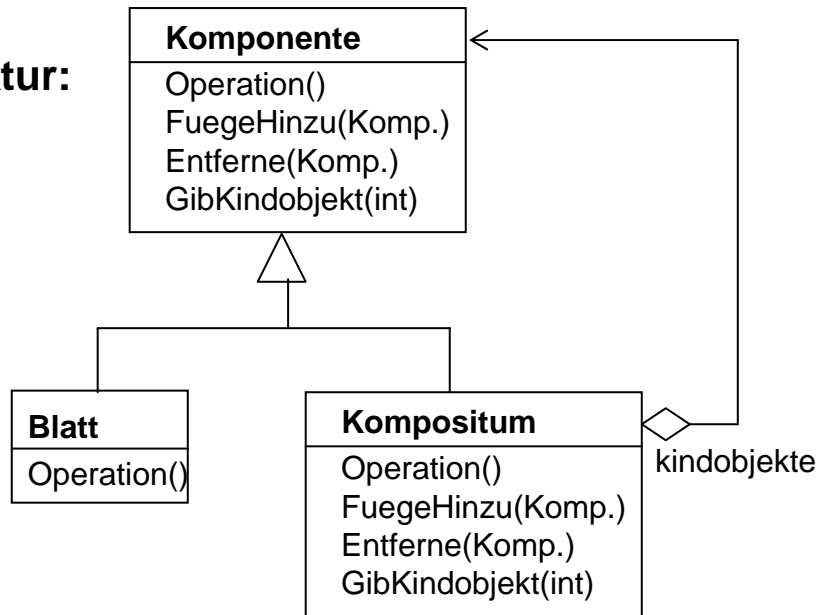 tur:
Komponente
Operation()
FuegeHinzu(Komp.)
Entferne(Komp.)
GibKindobjekt(int)
Blatt
Operation()
Kompositum
Operation()
FuegeHinzu(Komp.)
Entferne(Komp.)
GibKindobjekt(int)
kindobjekte